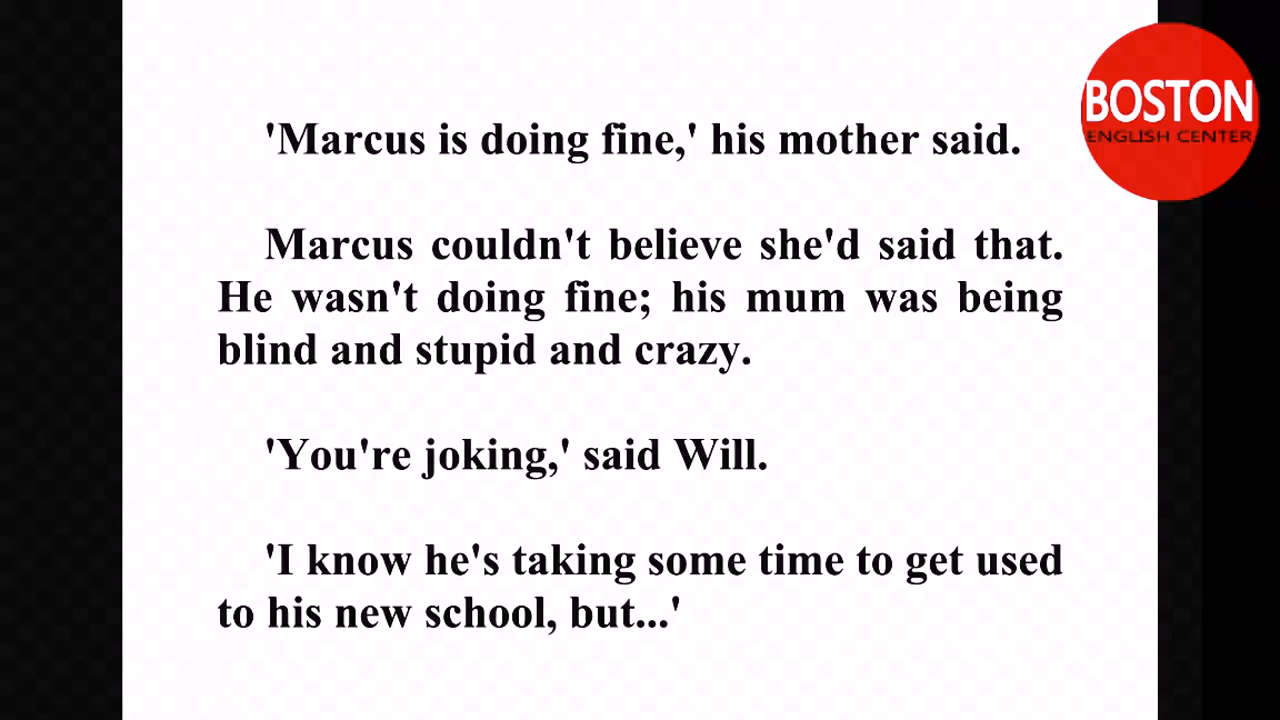 BOSTON
ENGLISH CENTER
'Marcus is doing fine,' his mother said.
Marcus couldn't believe she'd said that.
He wasn't doing fine; his mum was being
blind and stupid and crazy.
'You're joking,' said Will.
'I know he's taking some time to get used
to his new school, but...'